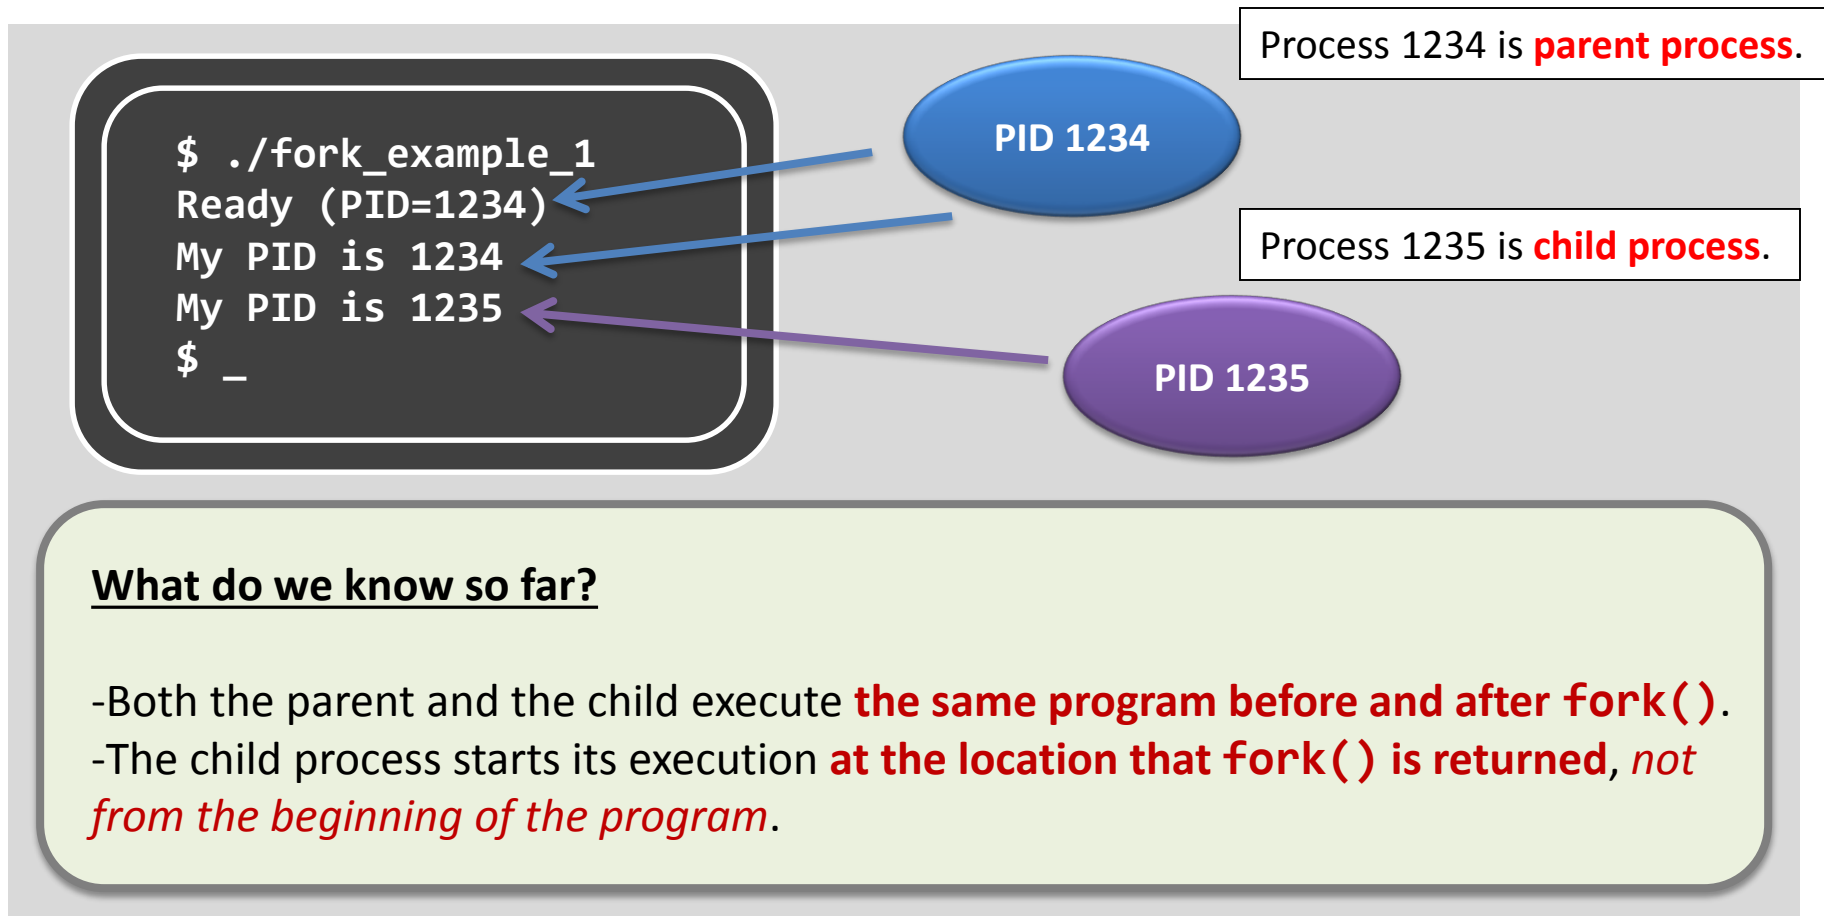 Process 1234 is parent process.
$ ./fork_example_1
Ready (PID=1234)
My PID is 1234
My PID is 1235
$ _
PID 1234
Process 1235 is child process.
PID 1235
What do we know so far?
-Both the parent and the child execute the same program before and after fork().
-The child process starts its execution at the location that fork() is returned, not
from the beginning of the program.